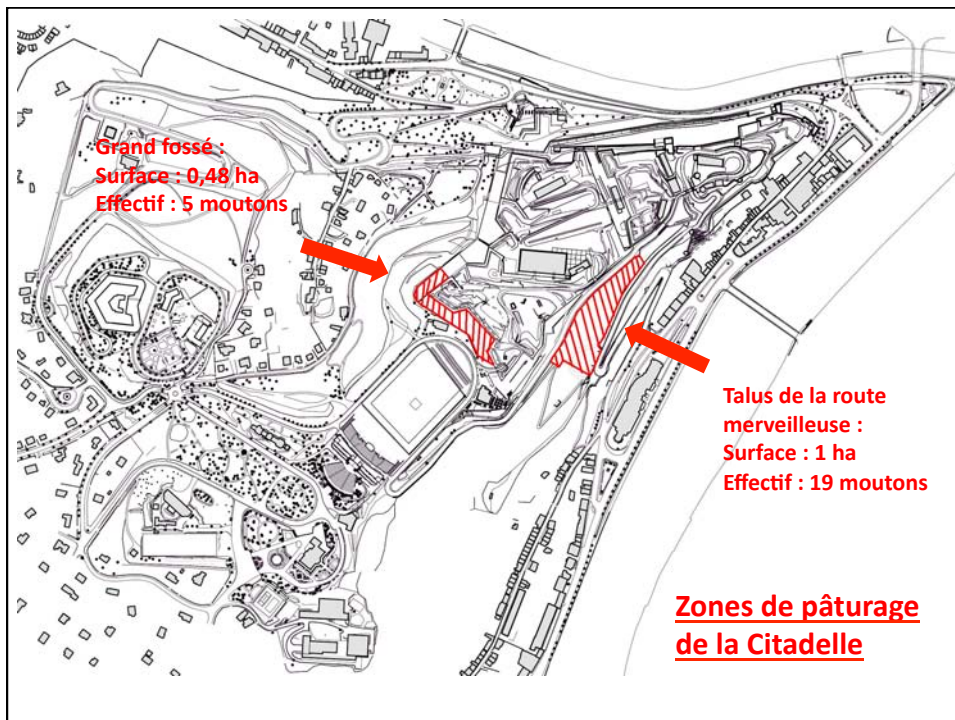 Grand fossé :
Surface : 0,48 ha
Effectif : 5 moutons
Talus de la route
merveilleuse :
Surface : 1 ha
Effectif : 19 moutons
Zones de pâturage
de la Citadelle